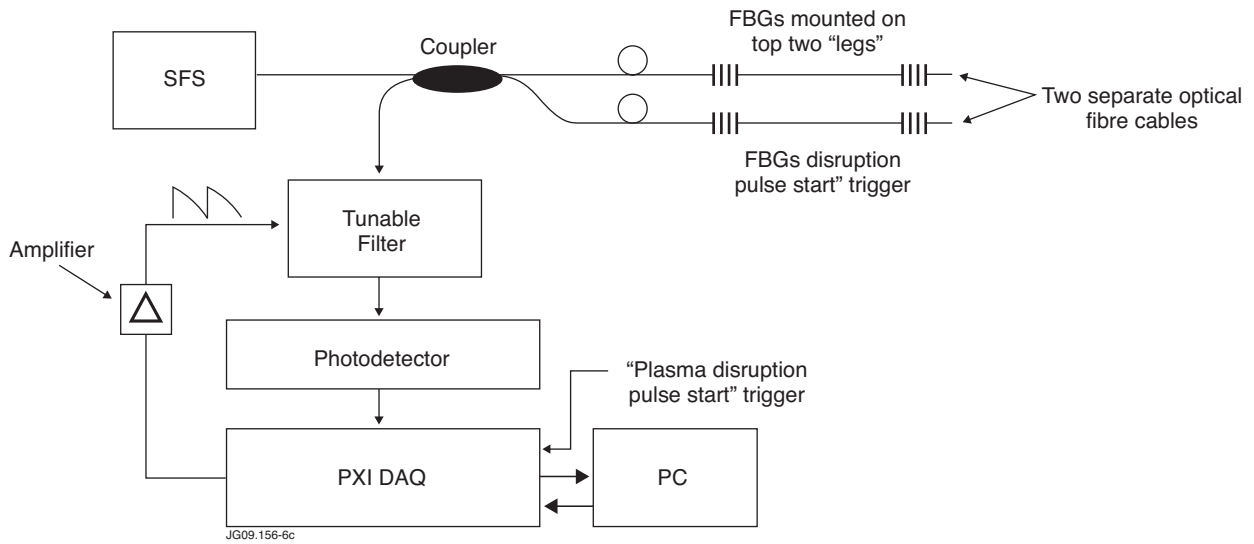 FBGs mounted on
top two “legs”
Coupler
SFS
Two separate optical
fibre cables
FBGs disruption
pulse start” trigger
Tunable
Filter
Amplifier
Photodetector
“Plasma disruption
pulse start” trigger
PXI DAQ
PC
JG09.156-6c